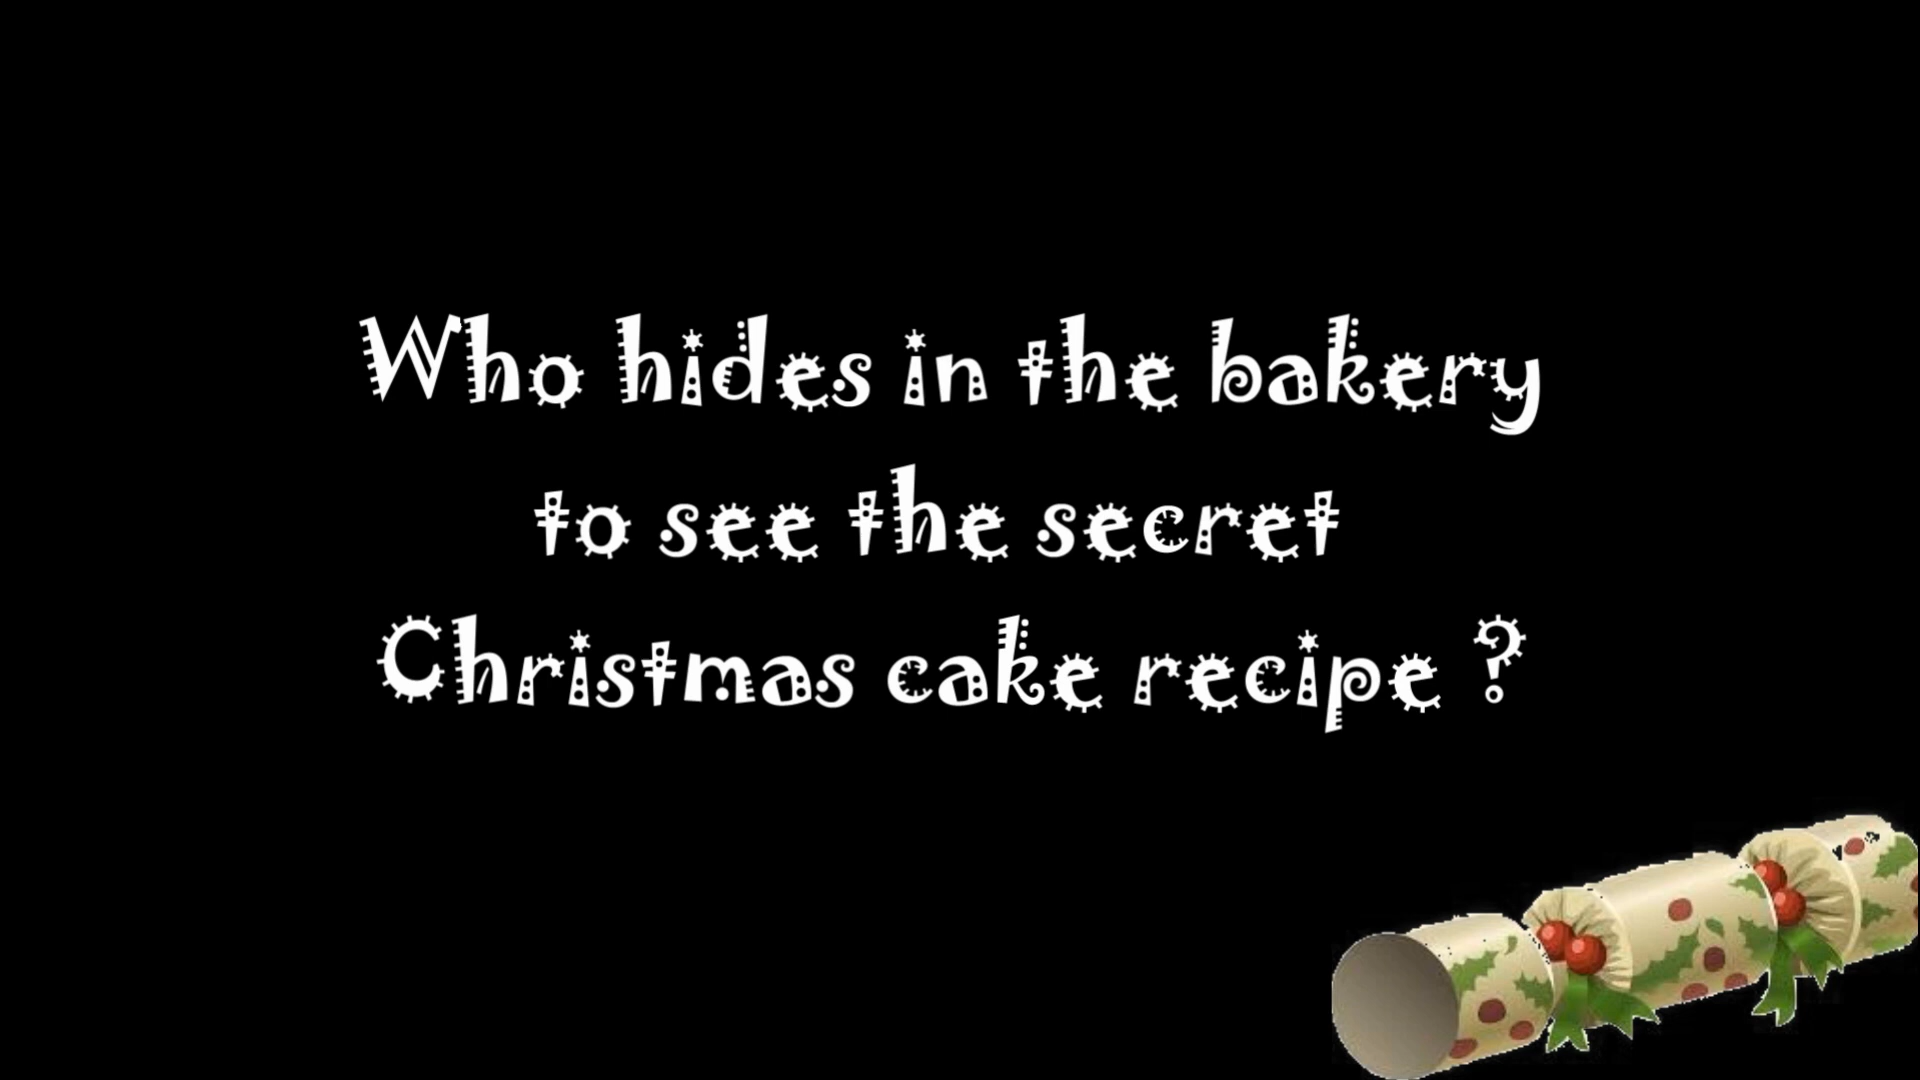 Who hides in the bakery
to see the secret
Christmas cake recipe ?